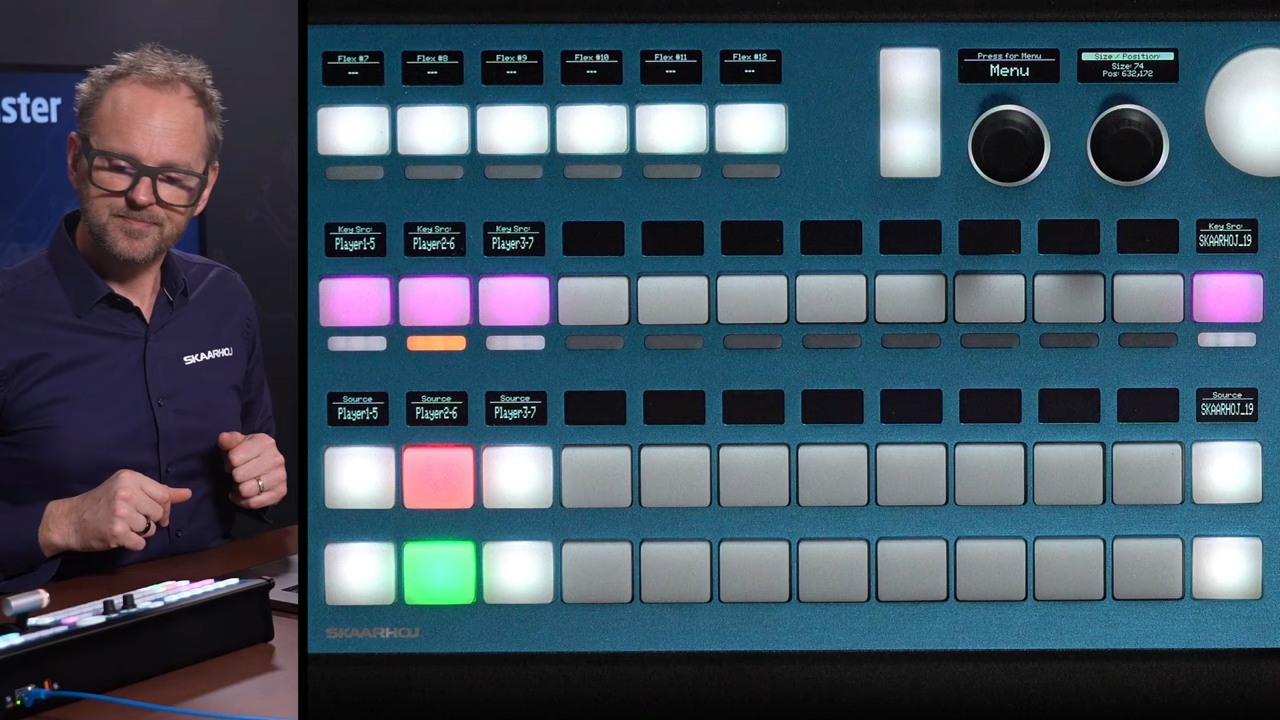 ster
SKAARHOJ
Flex #7
---
Flex #8
---
Flex #9
---
Flex #10
---
Flex #11
---
Flex #12
---
Press for Menu
Menu
Size / Position:
Size: 74
Pos: 632,172
Key Src:
Player1-5
Key Src:
Player2-6
Key Src:
Player3-7
Key Src:
SKAARHOJ_19
Source
Player1-5
Source
Player2-6
Source
Player3-7
Source
SKAARHOJ_19
SKAARHOJ